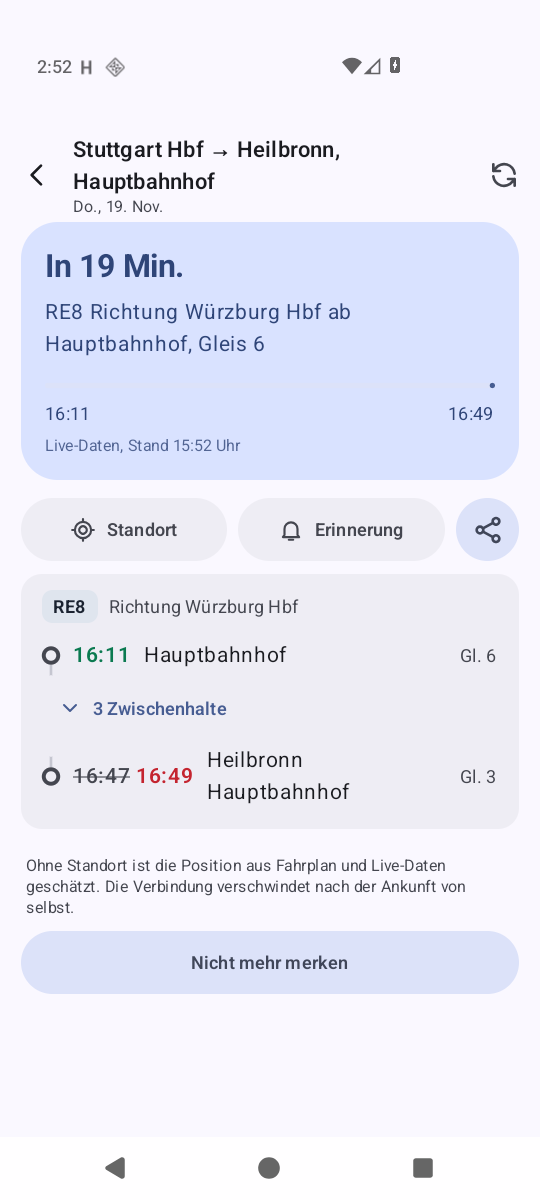 2:52
Stuttgart Hbf → Heilbronn,
Hauptbahnhof
Do., 19. Nov.
In 19 Min.
RE8 Richtung Würzburg Hbf ab
Hauptbahnhof, Gleis 6
16:11 16:49
Live-Daten, Stand 15:52 Uhr
Standort Erinnerung
RE8 Richtung Würzburg Hbf
16:11 Hauptbahnhof Gl. 6
3 Zwischenhalte
16:47 16:49 Heilbronn
Hauptbahnhof Gl. 3
Ohne Standort ist die Position aus Fahrplan und Live-Daten
geschätzt. Die Verbindung verschwindet nach der Ankunft von
selbst.
Nicht mehr merken